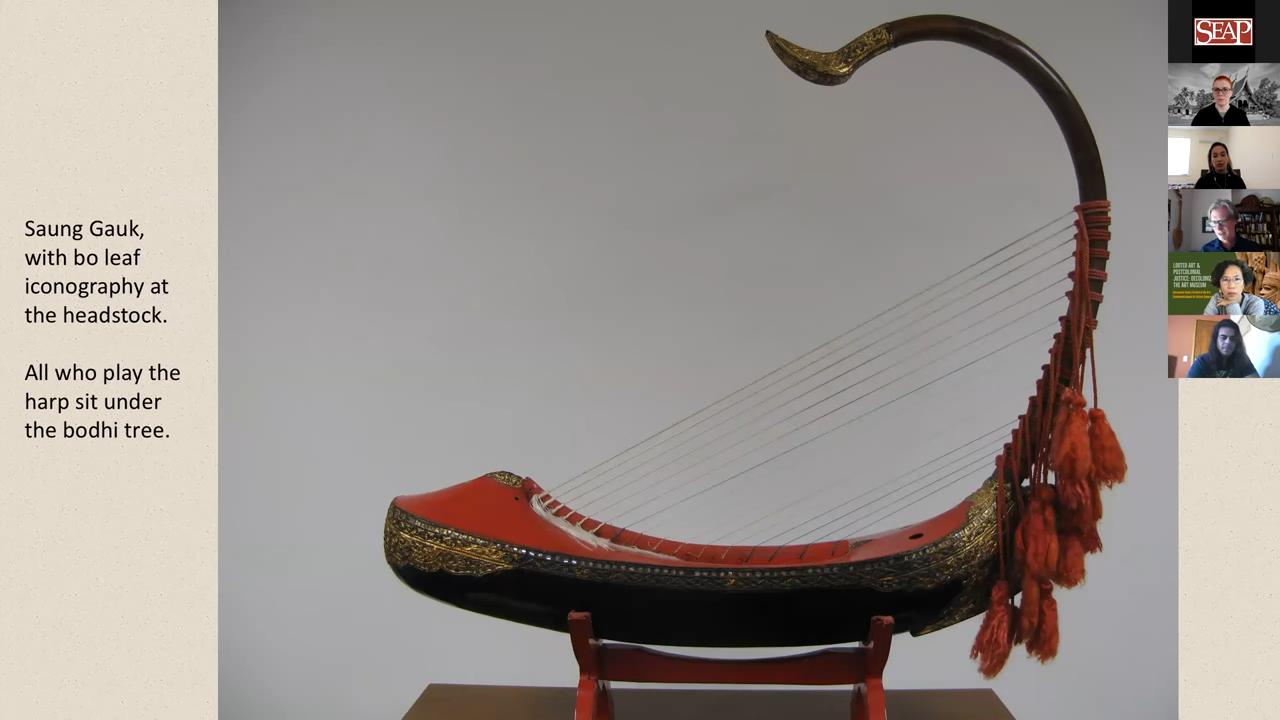 Saung Gauk,
with bo leaf
iconography at
the headstock.
All who play the
harp sit under
the bodhi tree.
SEAP
LOOTED ART &
POSTCOLONIAL
JUSTICE: DECOLONIZ
THE ART MUSEUM